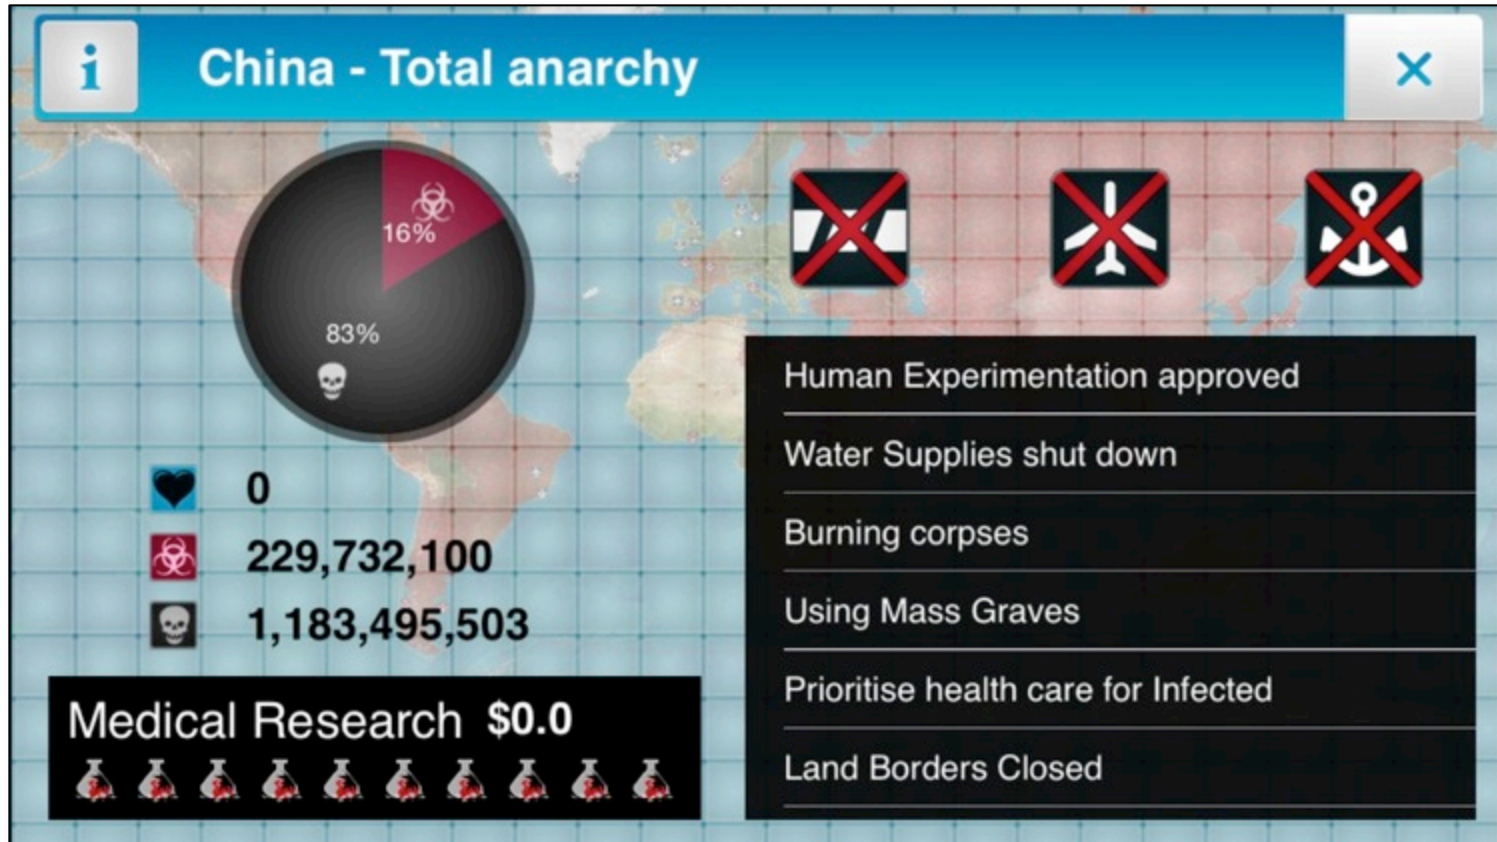 i
China - Total anarchy
16%
83%
0
229,732,100
1,183,495,503
Medical Research $0.0
Human Experimentation approved
Water Supplies shut down
Burning corpses
Using Mass Graves
Prioritise health care for Infected
Land Borders Closed